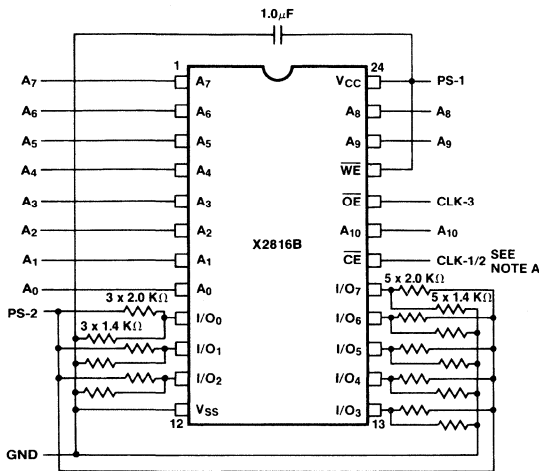 1.0µF
1
24
A7
A7
VCC
PS-1
A6
A6
A8
A8
A5
A5
A9
A9
A4
A4
WE
A3
A3
OE
CLK-3
A2
A2
X2816B
A10
A10
A1
A1
CE
CLK-1/2
SEE
NOTE A
A0
A0
I/O7
5 x 2.0 KΩ
PS-2
3 x 2.0 KΩ
I/O0
I/O6
5 x 1.4 KΩ
3 x 1.4 KΩ
I/O1
I/O5
I/O2
I/O4
VSS
I/O3
12
13
GND